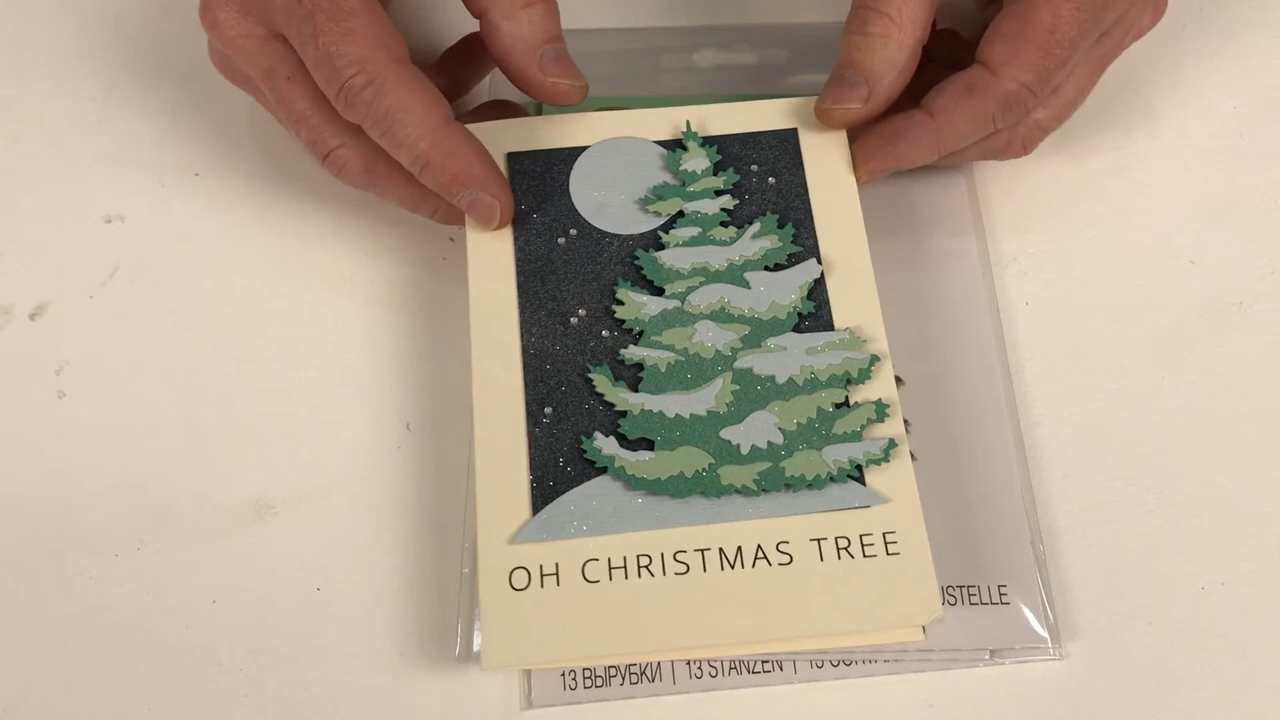 OH CHRISTMAS TREE
USTELLE
13 ВЫРУБКИ | 13 STANZEN |